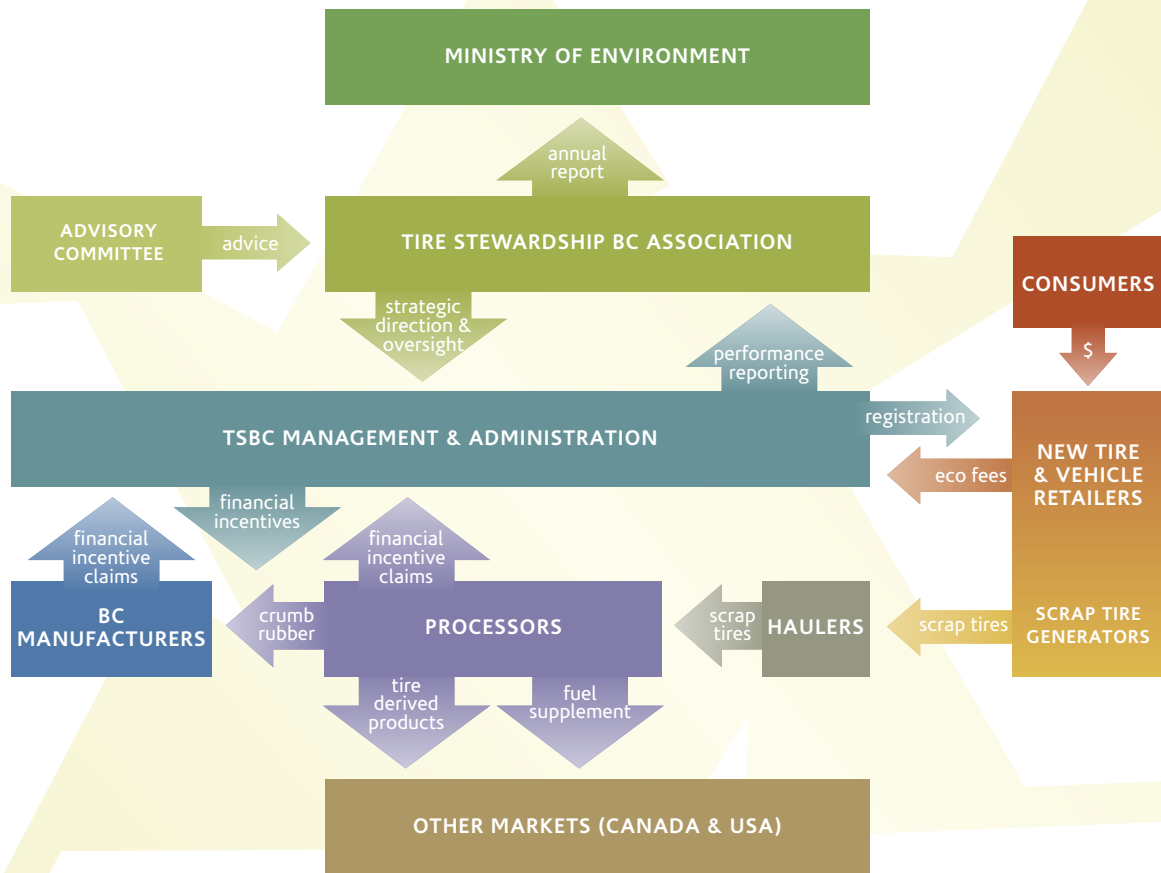 MINISTRY OF ENVIRONMENT
annual
report
ADVISORY
COMMITTEE
advice
TIRE STEWARDSHIP BC ASSOCIATION
CONSUMERS
strategic
direction &
oversight
performance
reporting
$
TSBC MANAGEMENT & ADMINISTRATION
registration
eco fees
NEW TIRE
& VEHICLE
RETAILERS
financial
incentives
financial
incentive
claims
financial
incentive
claims
BC
MANUFACTURERS
crumb
rubber
PROCESSORS
scrap
tires
HAULERS
scrap tires
SCRAP TIRE
GENERATORS
tire
derived
products
fuel
supplement
OTHER MARKETS (CANADA & USA)